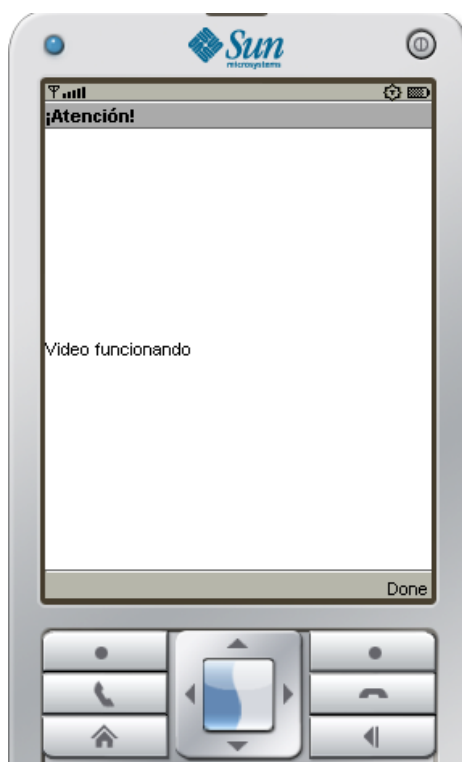 Sun
microsystems
¡Atención!
Video funcionando
Done